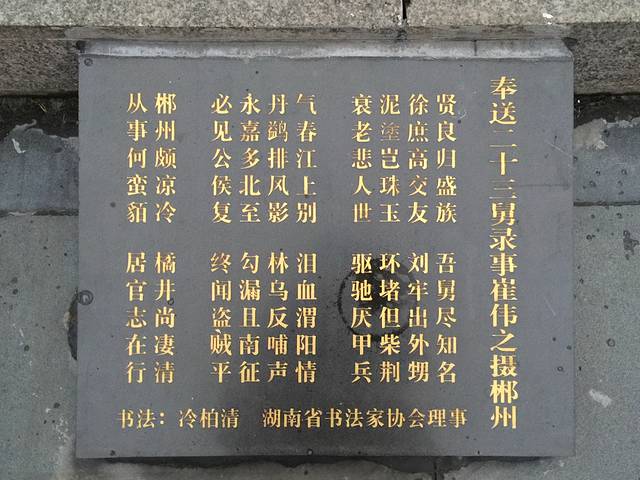 奉送二十三舅录事崔伟之摄郴州
贤良归盛族 吾舅尽知名
徐庶高交友 刘牢出外甥
泥塗岂珠玉 环堵但柴荆
衰老悲人世 驱驰厌甲兵
气春江上别 泪血渭阳情
丹鹢排风影 林乌反哺声
永嘉多北至 勾漏且南征
必见公侯复 终闻盗贼平
郴州颇凉冷 橘井尚凄清
从事何蛮貊 居官志在行
书法：冷柏清 湖南省书法家协会理事